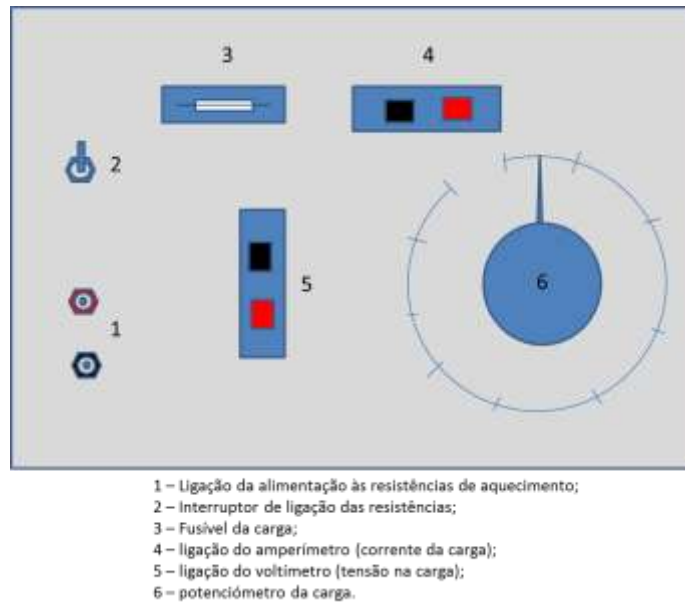 3
4
2
5
6
1
1 – Ligação da alimentação às resistências de aquecimento;
2 – Interruptor de ligação das resistências;
3 – Fusível da carga;
4 – ligação do amperímetro (corrente da carga);
5 – ligação do voltímetro (tensão na carga);
6 – potenciómetro da carga.